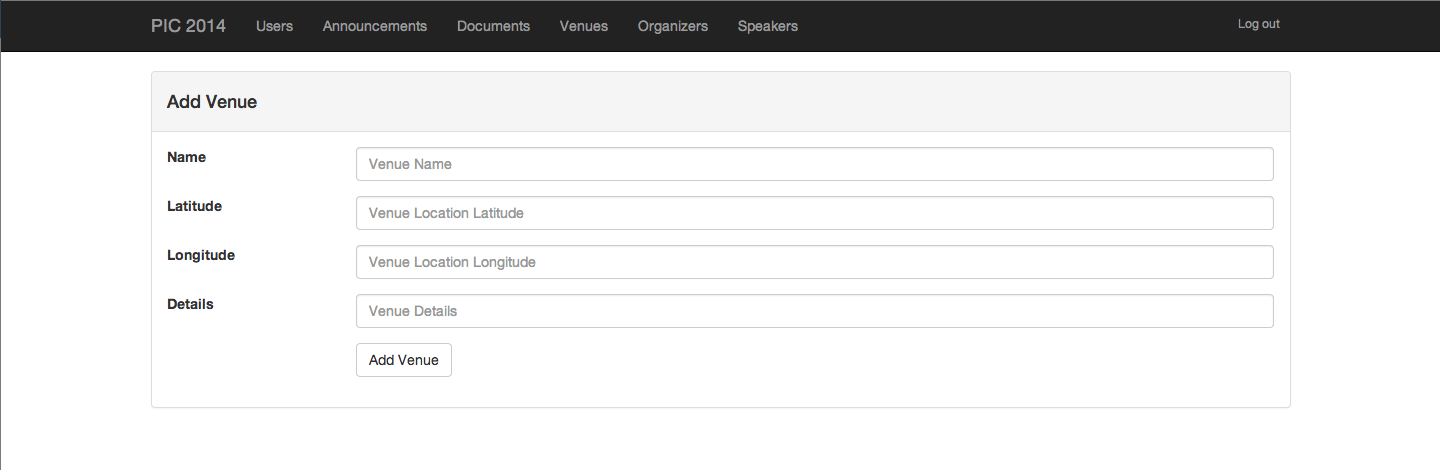 PIC 2014 Users Announcements Documents Venues Organizers Speakers Log out
Add Venue
Name Venue Name
Latitude Venue Location Latitude
Longitude Venue Location Longitude
Details Venue Details
Add Venue